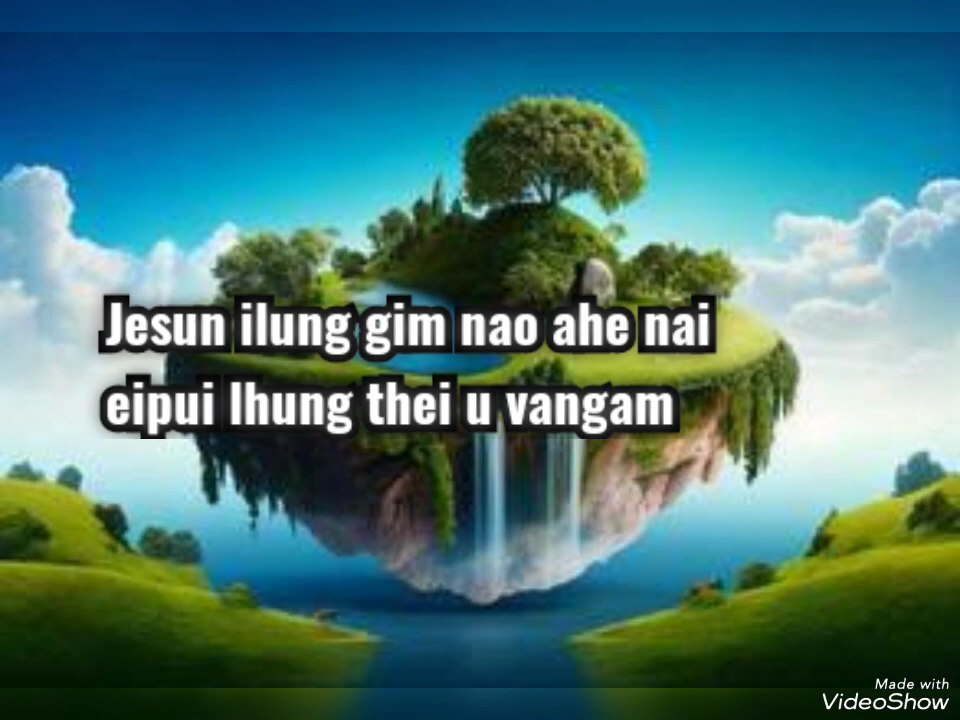 Jesun ilung gim nao ahe nai
eipui lhung thei u vangam
Made with
VideoShow